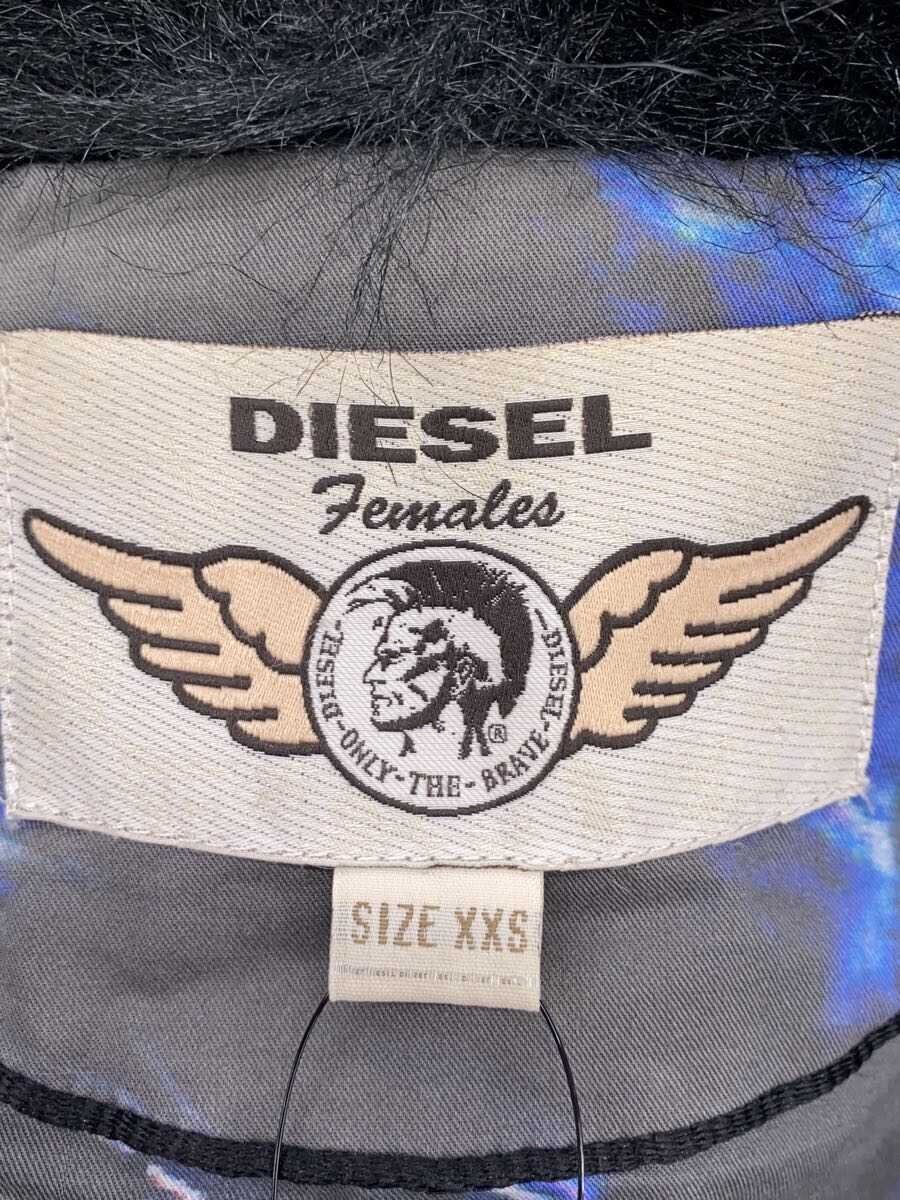 DIESEL
Females
-DIESEL-ONLY-THE-BRAVE-DIESEL-
®
SIZE XXS